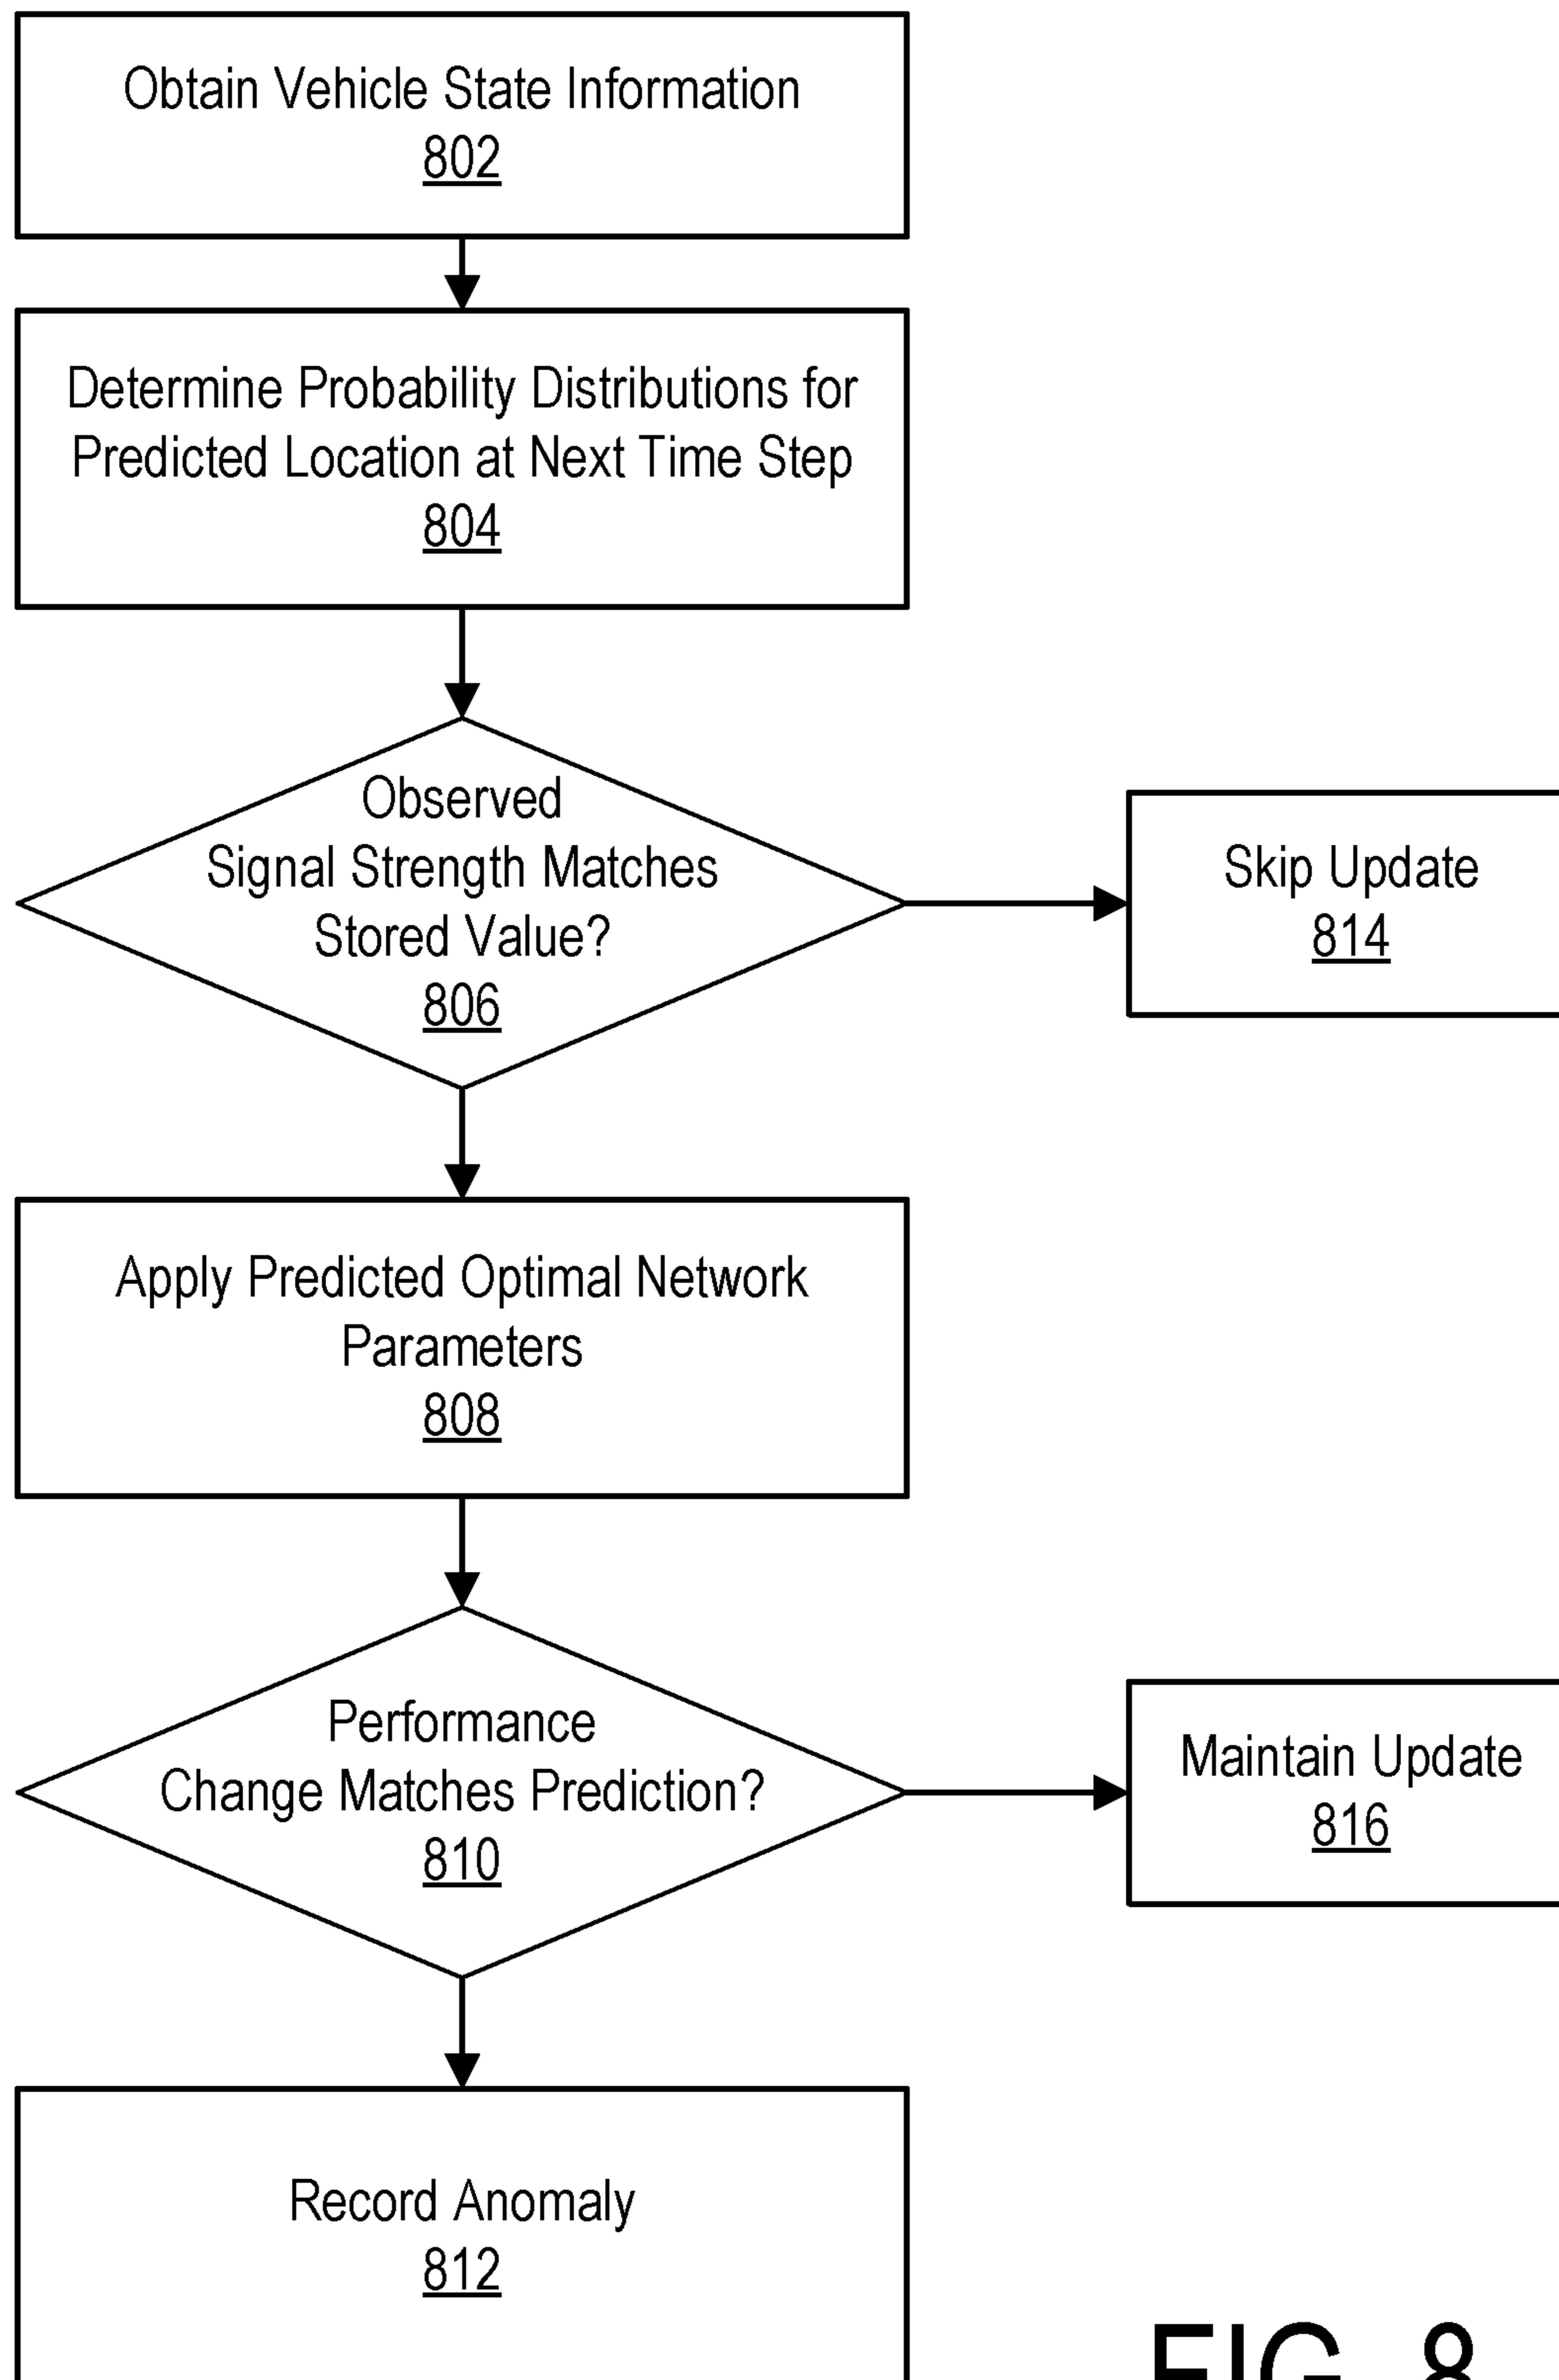 Obtain Vehicle State Information
802
Determine Probability Distributions for
Predicted Location at Next Time Step
804
Observed
Signal Strength Matches
Stored Value?
806
Skip Update
814
Apply Predicted Optimal Network
Parameters
808
Performance
Change Matches Prediction?
810
Maintain Update
816
Record Anomaly
812
FIG. 8